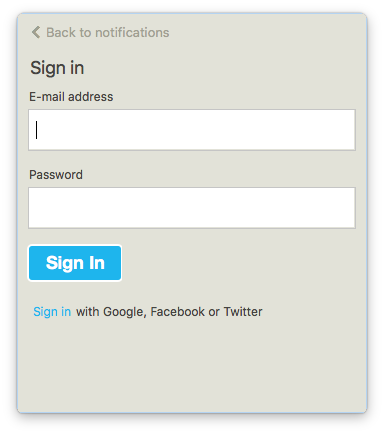 Back to notifications
Sign in
E-mail address
Password
Sign In
Sign in with Google, Facebook or Twitter